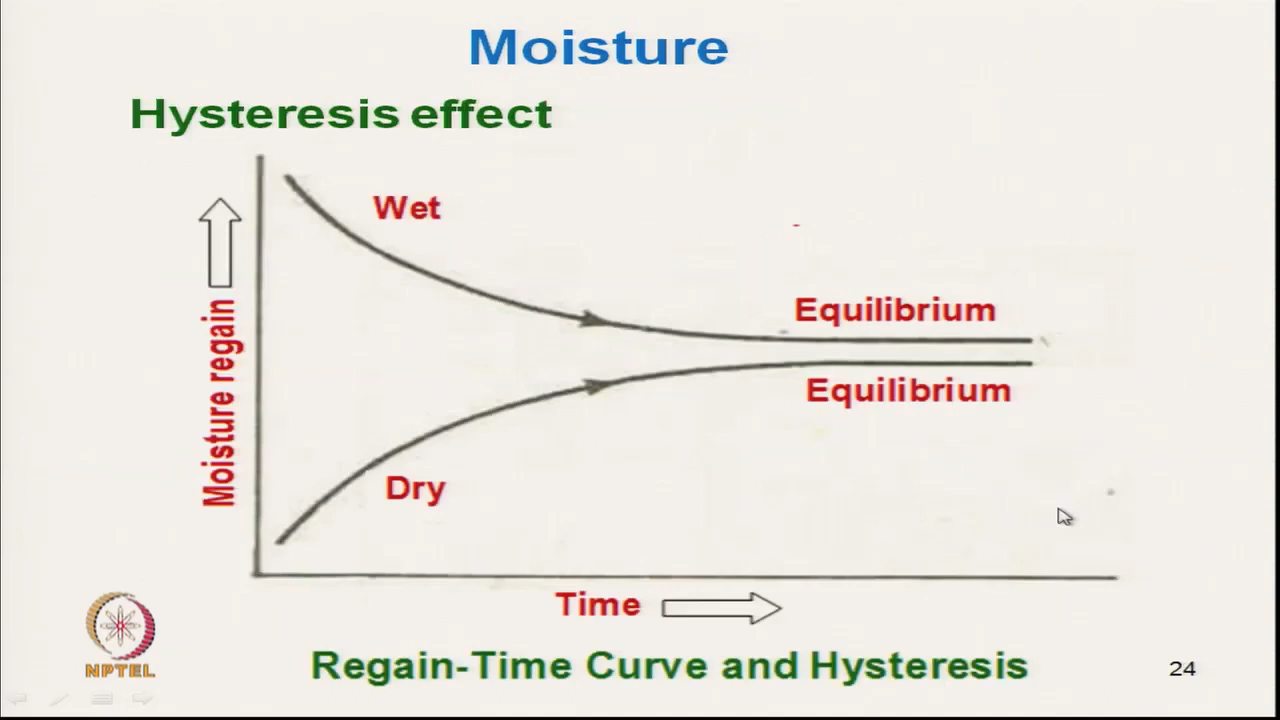 Moisture
Hysteresis effect
Wet
Equilibrium
Equilibrium
Moisture regain
Dry
Time
Regain-Time Curve and Hysteresis
NPTEL
24